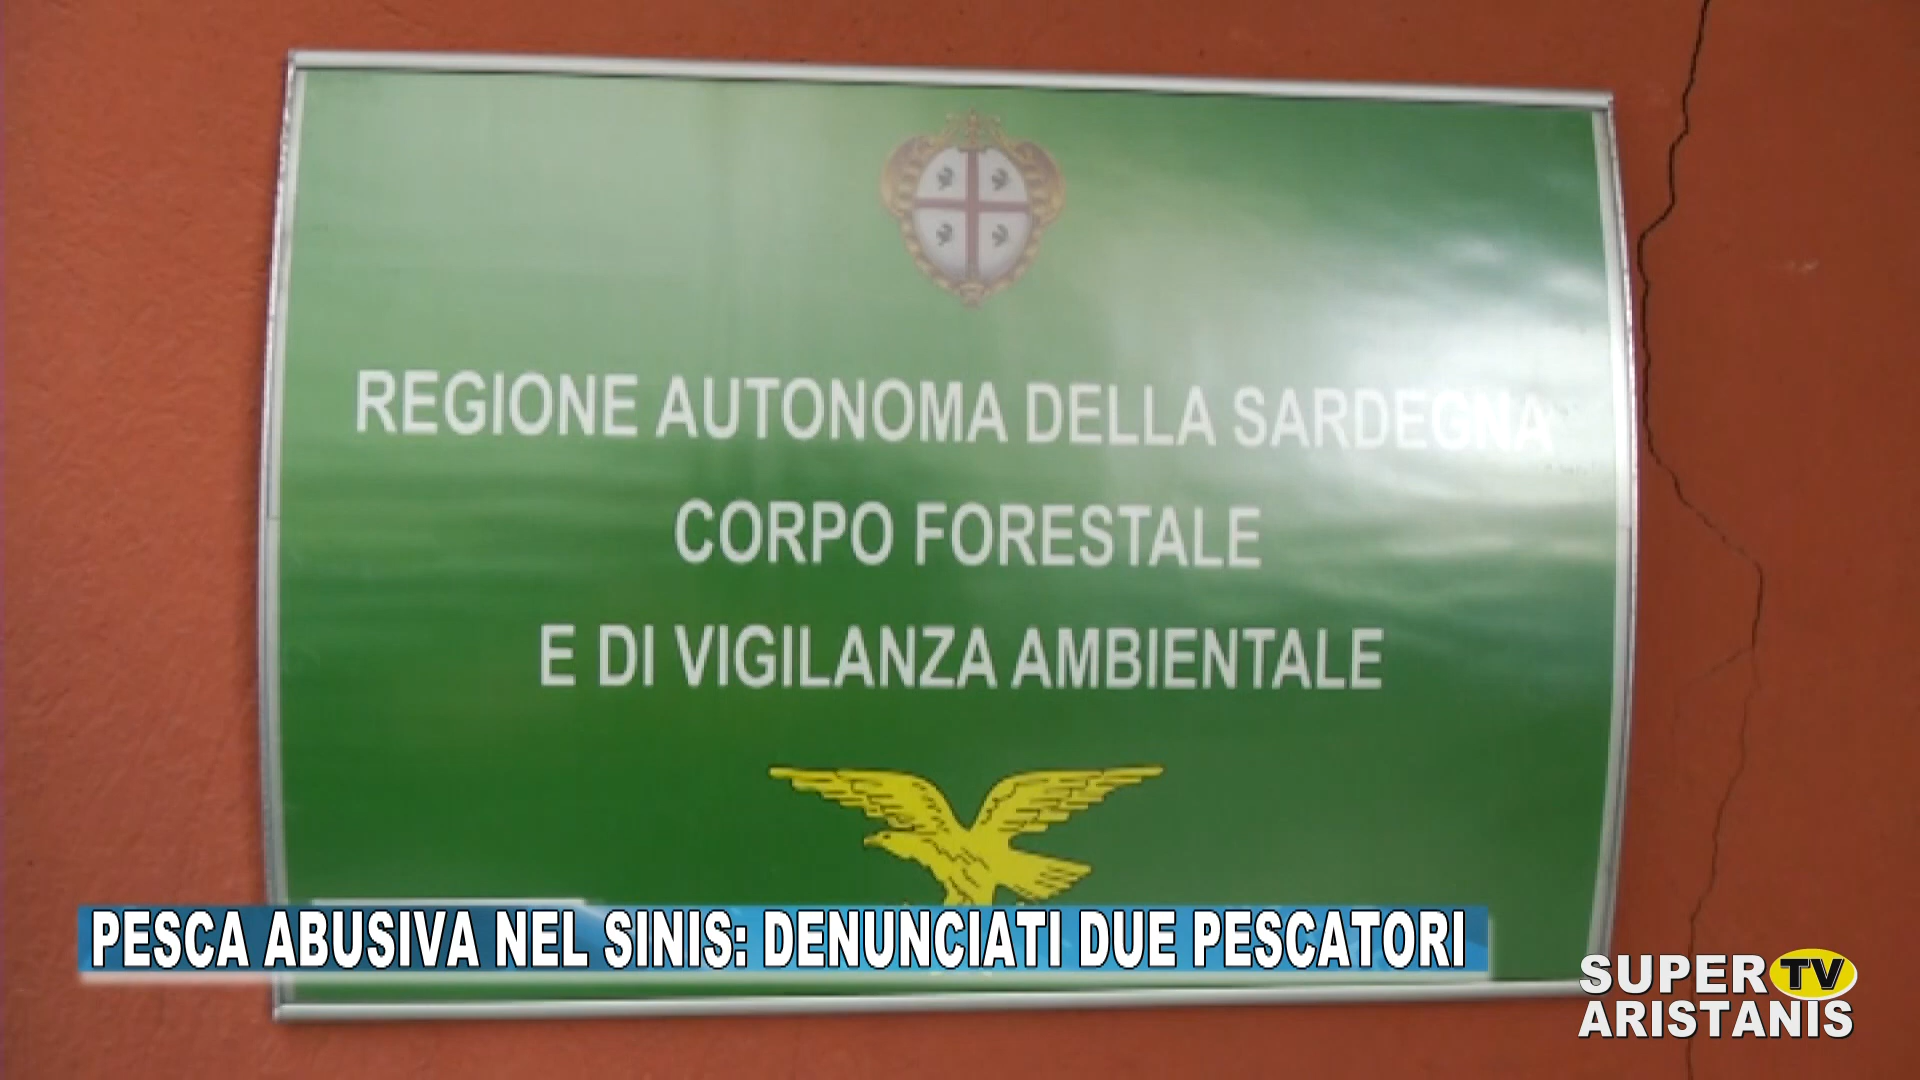 REGIONE AUTONOMA DELLA SARDEGNA
CORPO FORESTALE
E DI VIGILANZA AMBIENTALE
PESCA ABUSIVA NEL SINIS: DENUNCIATI DUE PESCATORI
SUPER TV
ARISTANIS